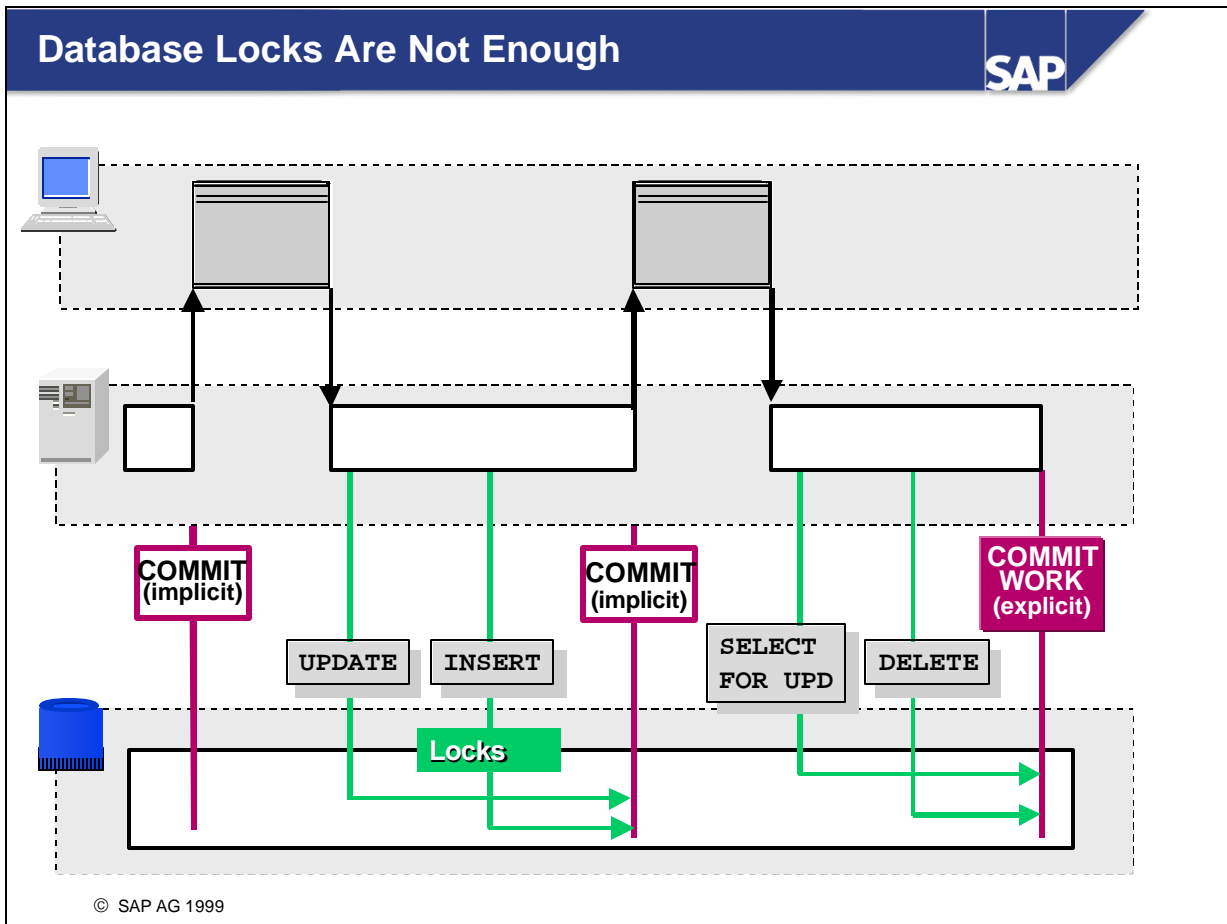 Database Locks Are Not Enough
SAP
COMMIT
(implicit)
COMMIT
(implicit)
COMMIT
WORK
(explicit)
UPDATE
INSERT
SELECT
FOR UPD
DELETE
Locks
© SAP AG 1999